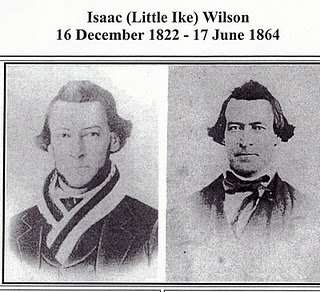 Isaac (Little Ike) Wilson
16 December 1822 - 17 June 1864